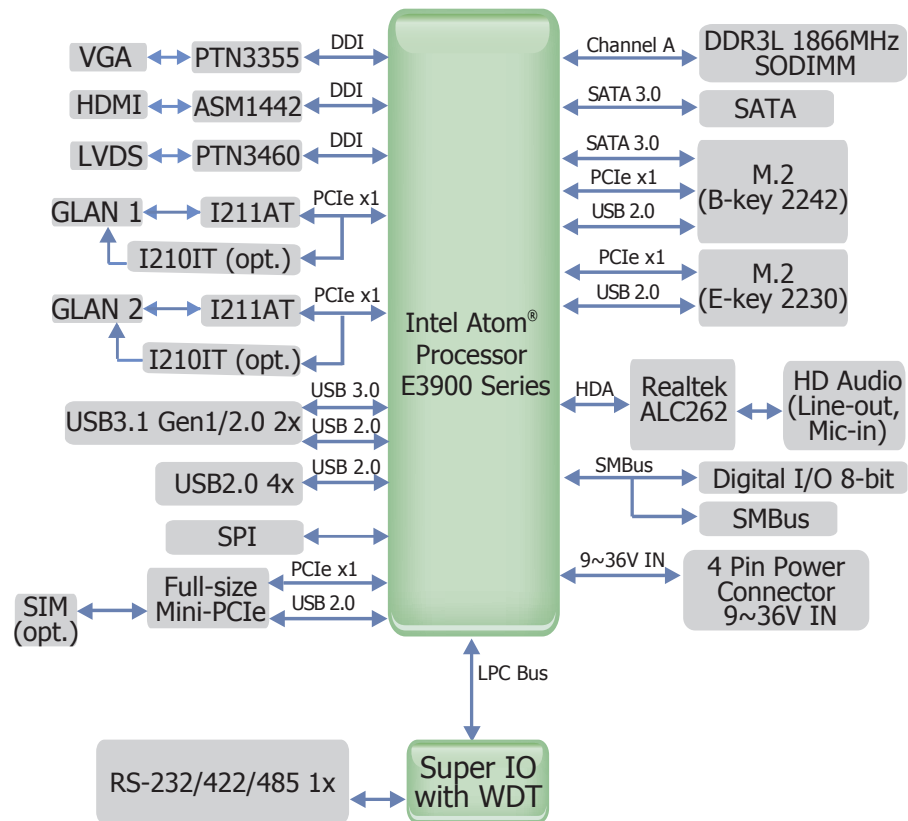 VGA
PTN3355
DDI
HDMI
ASM1442
DDI
LVDS
PTN3460
DDI
GLAN 1
I211AT
PCIe x1
I210IT (opt.)
GLAN 2
I211AT
PCIe x1
I210IT (opt.)
USB3.1 Gen1/2.0 2x
USB 3.0
USB 2.0
USB2.0 4x
USB 2.0
SPI
SIM
(opt.)
Full-size
Mini-PCIe
PCIe x1
USB 2.0
Intel Atom®
Processor
E3900 Series
Channel A
DDR3L 1866MHz
SODIMM
SATA 3.0
SATA
SATA 3.0
PCIe x1
USB 2.0
M.2
(B-key 2242)
PCIe x1
USB 2.0
M.2
(E-key 2230)
HDA
Realtek
ALC262
HD Audio
(Line-out,
Mic-in)
SMBus
Digital I/O 8-bit
SMBus
9~36V IN
4 Pin Power
Connector
9~36V IN
LPC Bus
RS-232/422/485 1x
Super IO
with WDT